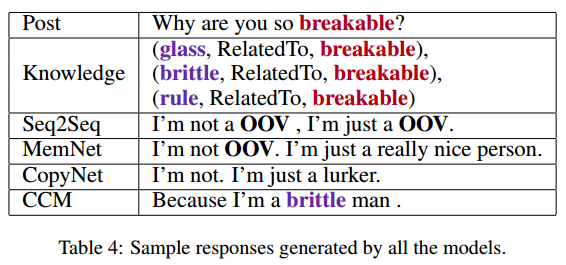 Post Why are you so breakable?
Knowledge (glass, RelatedTo, breakable),
(brittle, RelatedTo, breakable),
(rule, RelatedTo, breakable)
Seq2Seq I'm not a OOV , I'm just a OOV.
MemNet I'm not OOV. I'm just a really nice person.
CopyNet I'm not. I'm just a lurker.
CCM Because I'm a brittle man .
Table 4: Sample responses generated by all the models.